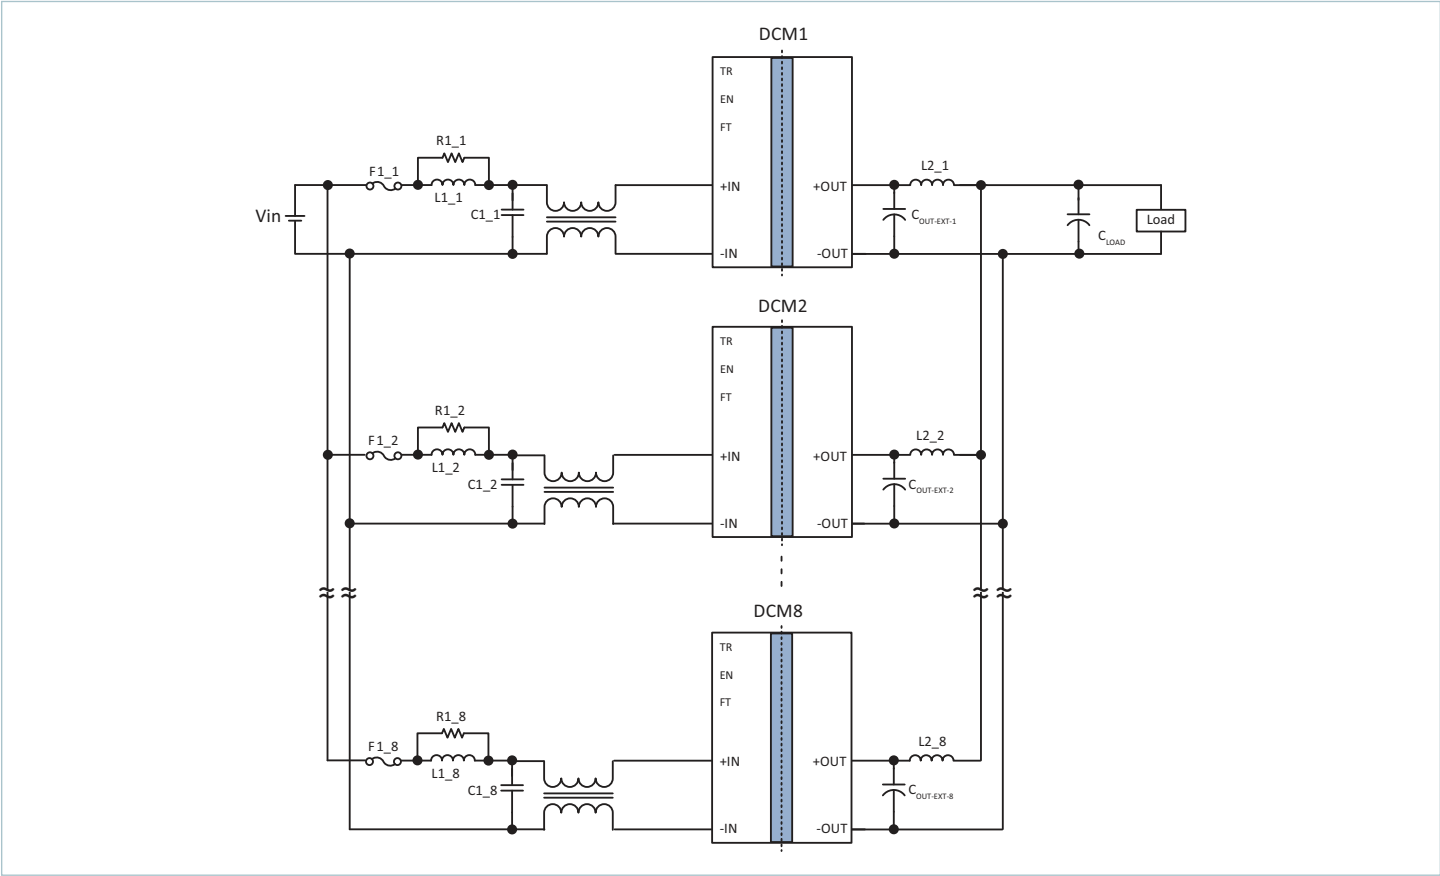 DCM1
TR
EN
FT
R1_1
F1_1
L1_1
C1_1
Vin
+IN
-IN
+OUT
-OUT
L2_1
COUT-EXT-1
CLOAD
Load
DCM2
TR
EN
FT
R1_2
F1_2
L1_2
C1_2
+IN
-IN
+OUT
-OUT
L2_2
COUT-EXT-2
DCM8
TR
EN
FT
R1_8
F1_8
L1_8
C1_8
+IN
-IN
+OUT
-OUT
L2_8
COUT-EXT-8